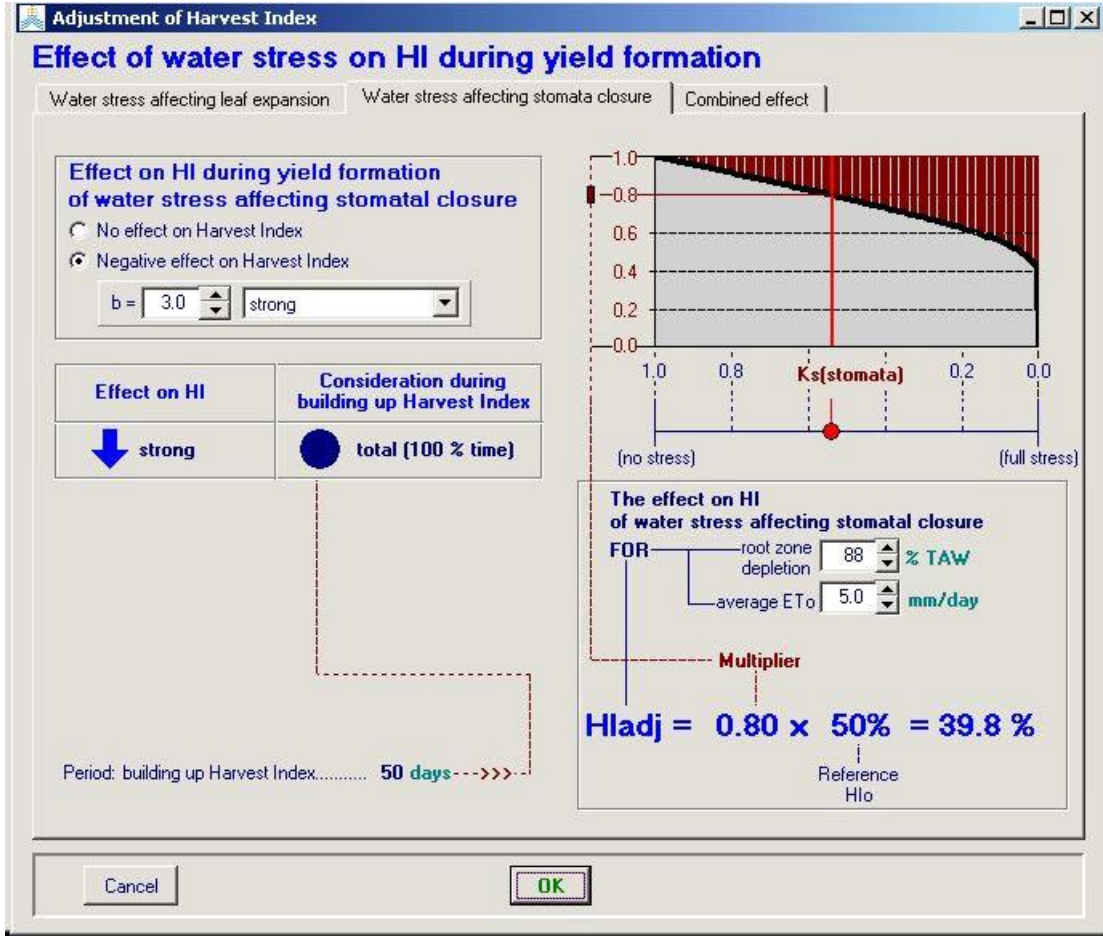 Adjustment of Harvest Index
Effect of water stress on HI during yield formation
Water stress affecting leaf expansion
Water stress affecting stomata closure
Combined effect
Effect on HI during yield formation
of water stress affecting stomatal closure
No effect on Harvest Index
Negative effect on Harvest Index
b = 3.0 strong
Effect on HI
Consideration during
building up Harvest Index
strong
total (100 % time)
Period: building up Harvest Index........... 50 days--->>>
1.0
0.8
0.6
0.4
0.2
0.0
1.0 0.8 Ks(stomata) 0.2 0.0
(no stress) (full stress)
The effect on HI
of water stress affecting stomatal closure
FOR
root zone
depletion
88 % TAW
average ETo 5.0 mm/day
Multiplier
HIadj = 0.80 x 50% = 39.8 %
Reference
HIo
Cancel
OK